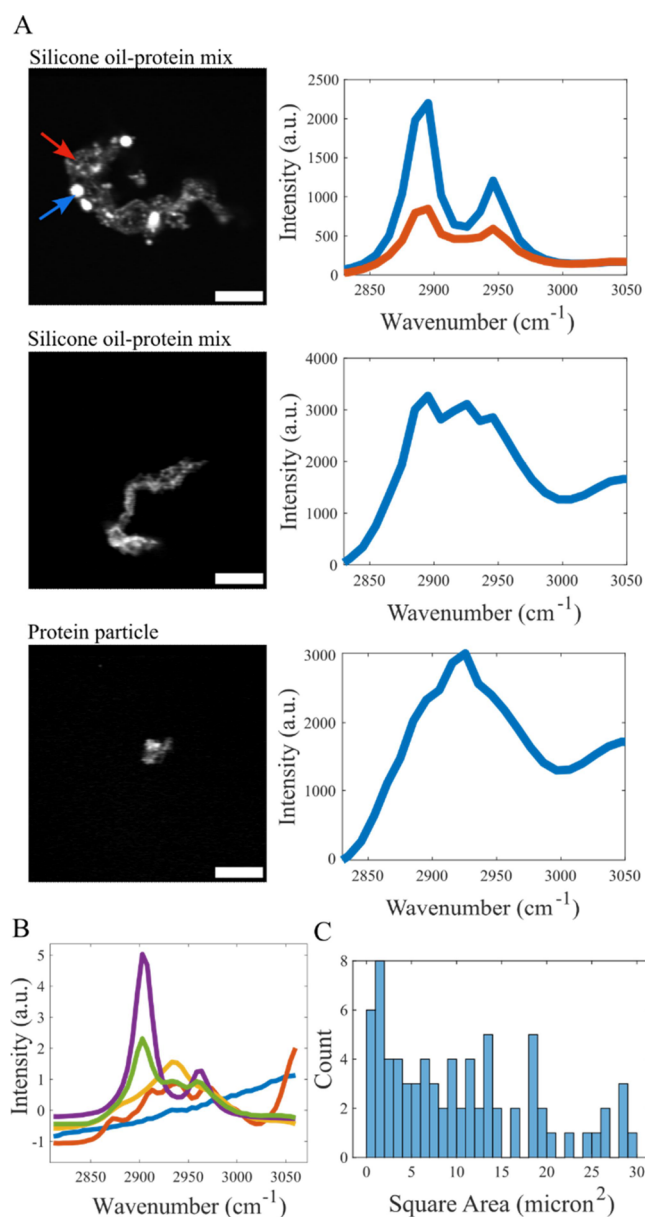 A
Silicone oil-protein mix
Intensity (a.u.)
2500
2000
1500
1000
500
0
2850 2900 2950 3000 3050
Wavenumber (cm-1)
Silicone oil-protein mix
Intensity (a.u.)
4000
3000
2000
1000
0
2850 2900 2950 3000 3050
Wavenumber (cm-1)
Protein particle
Intensity (a.u.)
3000
2000
1000
0
2850 2900 2950 3000 3050
Wavenumber (cm-1)
B
Intensity (a.u.)
5
4
3
2
1
0
-1
2850 2900 2950 3000 3050
Wavenumber (cm-1)
C
Count
8
6
4
2
0
0 5 10 15 20 25 30
Square Area (micron2)